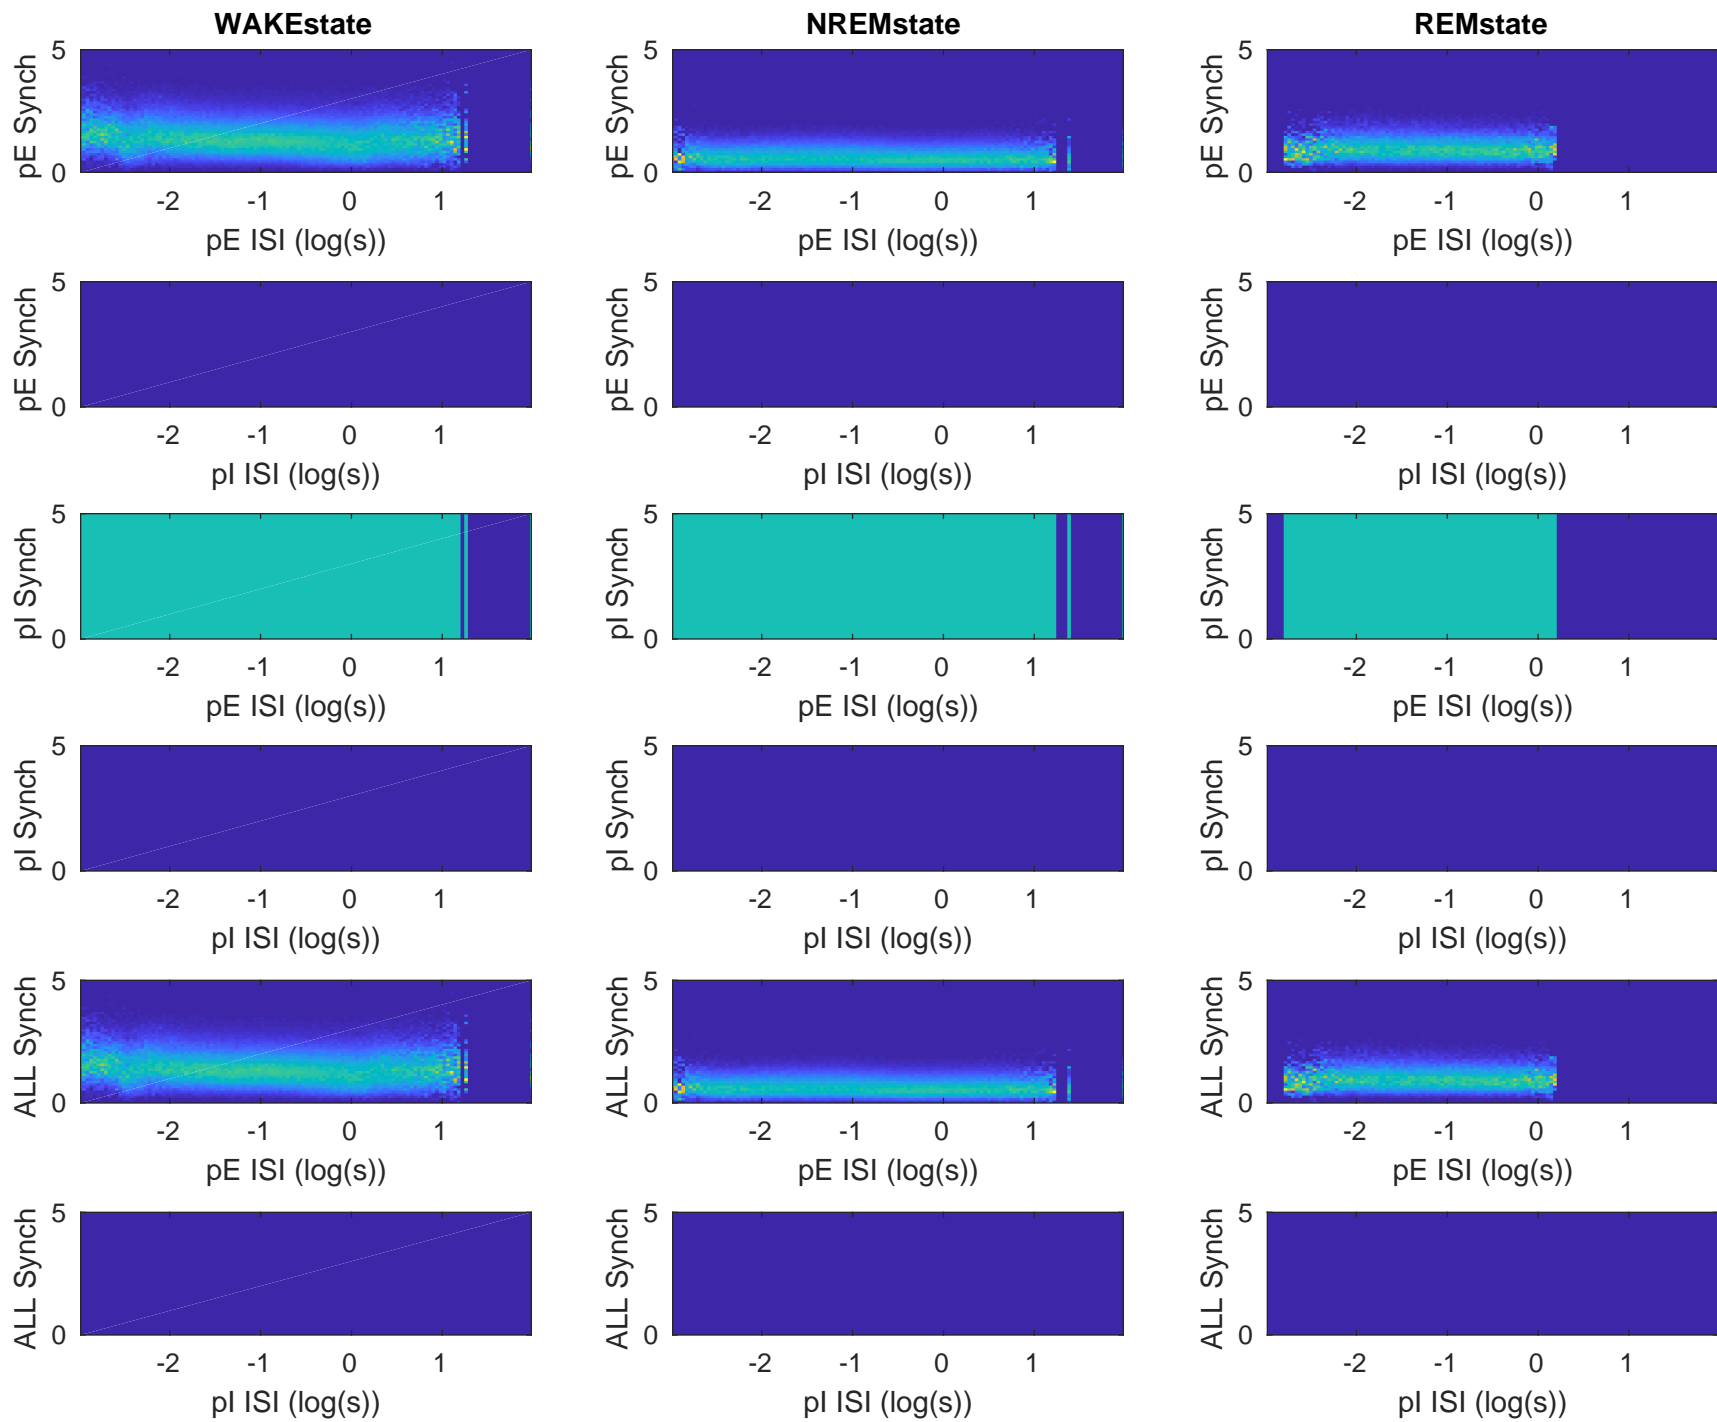 WAKEstate NREMstate REMstate
5 5 5
pE Synch pE Synch pE Synch
0 0 0
-2 -1 0 1 -2 -1 0 1 -2 -1 0 1
pE ISI (log(s)) pE ISI (log(s)) pE ISI (log(s))
5 5 5
pE Synch pE Synch pE Synch
0 0 0
-2 -1 0 1 -2 -1 0 1 -2 -1 0 1
pI ISI (log(s)) pI ISI (log(s)) pI ISI (log(s))
5 5 5
pI Synch pI Synch pI Synch
0 0 0
-2 -1 0 1 -2 -1 0 1 -2 -1 0 1
pE ISI (log(s)) pE ISI (log(s)) pE ISI (log(s))
5 5 5
pI Synch pI Synch pI Synch
0 0 0
-2 -1 0 1 -2 -1 0 1 -2 -1 0 1
pI ISI (log(s)) pI ISI (log(s)) pI ISI (log(s))
5 5 5
ALL Synch ALL Synch ALL Synch
0 0 0
-2 -1 0 1 -2 -1 0 1 -2 -1 0 1
pE ISI (log(s)) pE ISI (log(s)) pE ISI (log(s))
5 5 5
ALL Synch ALL Synch ALL Synch
0 0 0
-2 -1 0 1 -2 -1 0 1 -2 -1 0 1
pI ISI (log(s)) pI ISI (log(s)) pI ISI (log(s))